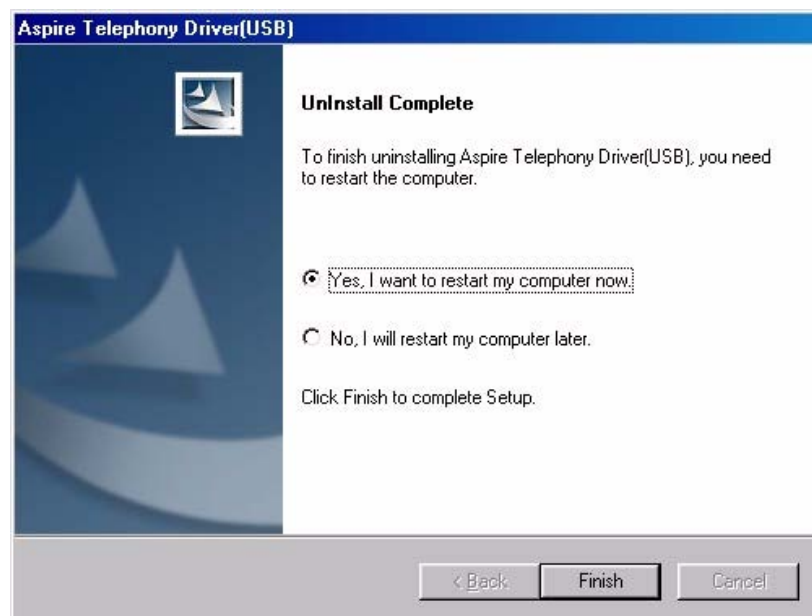 Aspire Telephony Driver(USB)
UnInstall Complete
To finish uninstalling Aspire Telephony Driver(USB), you need
to restart the computer.
Yes, I want to restart my computer now.
No, I will restart my computer later.
Click Finish to complete Setup.
< Back
Finish
Cancel